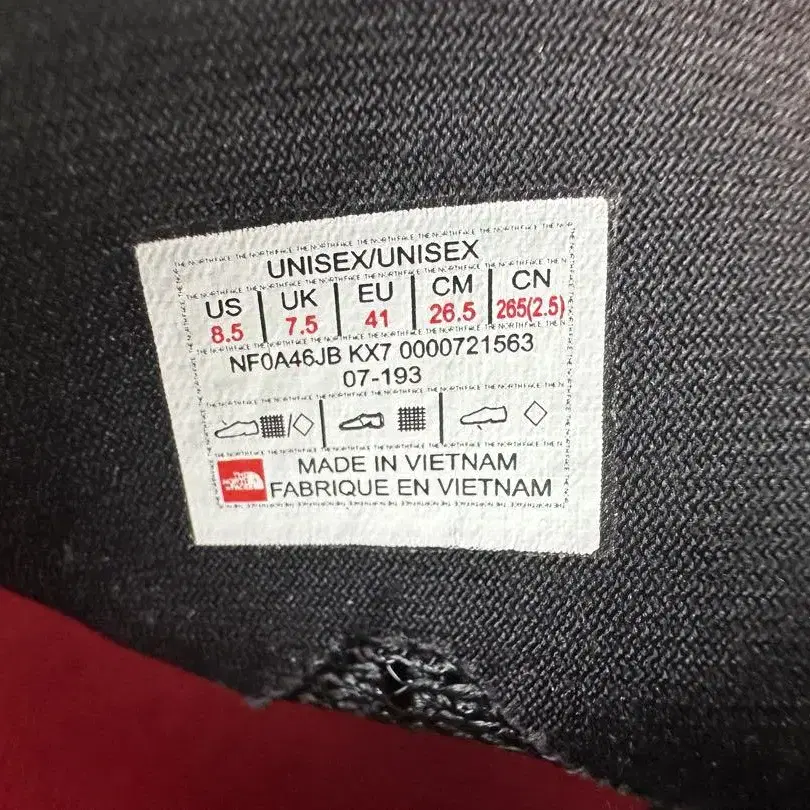 UNISEX/UNISEX
US UK EU CM CN
8.5 7.5 41 26.5 265(2.5)
NF0A46JB KX7 0000721563
07-193
MADE IN VIETNAM
FABRIQUE EN VIETNAM